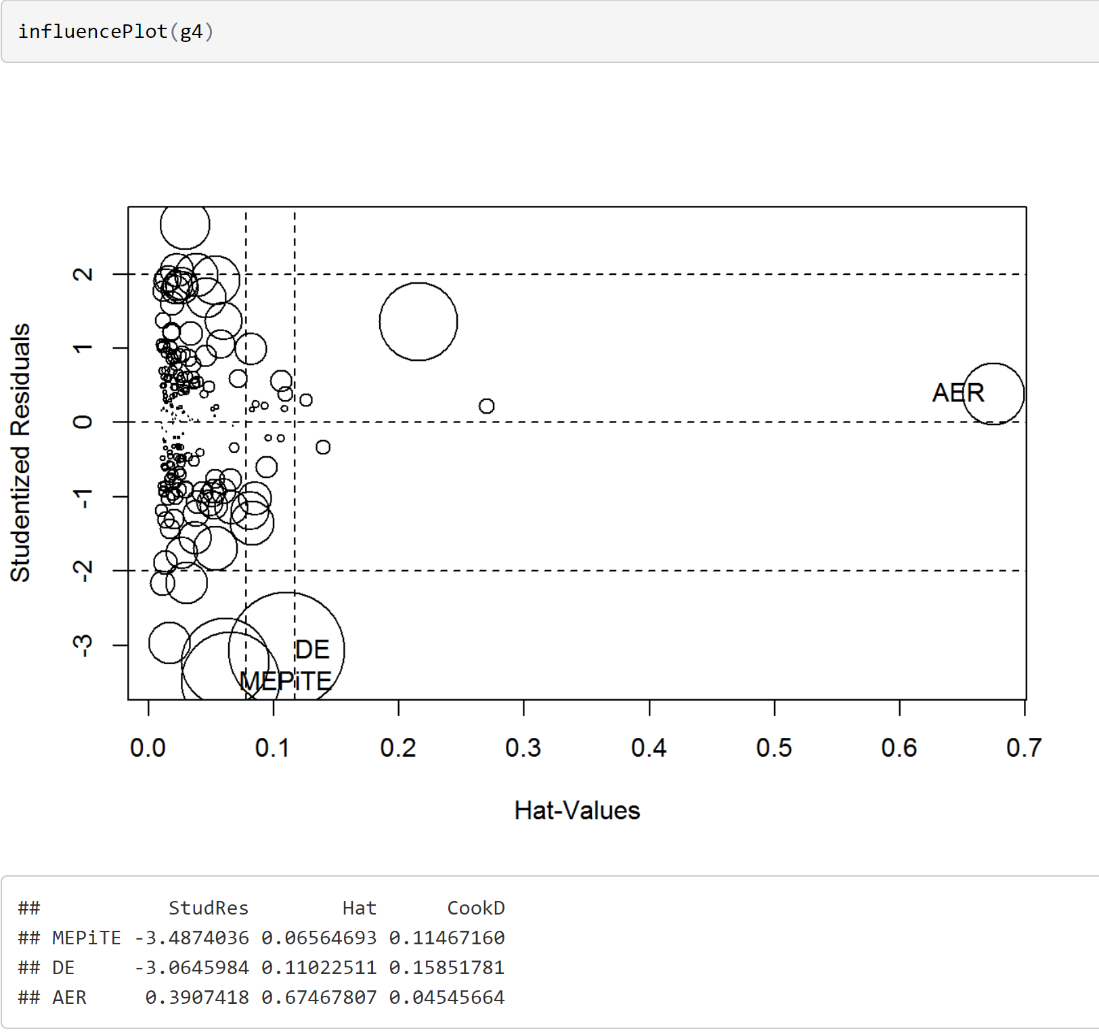 influencePlot(g4)
Studentized Residuals
2
1
0
-1
-2
-3
AER
DE
MEPiTE
0.0 0.1 0.2 0.3 0.4 0.5 0.6 0.7
Hat-Values
## StudRes Hat CookD
## MEPiTE -3.4874036 0.06564693 0.11467160
## DE -3.0645984 0.11022511 0.15851781
## AER 0.3907418 0.67467807 0.04545664